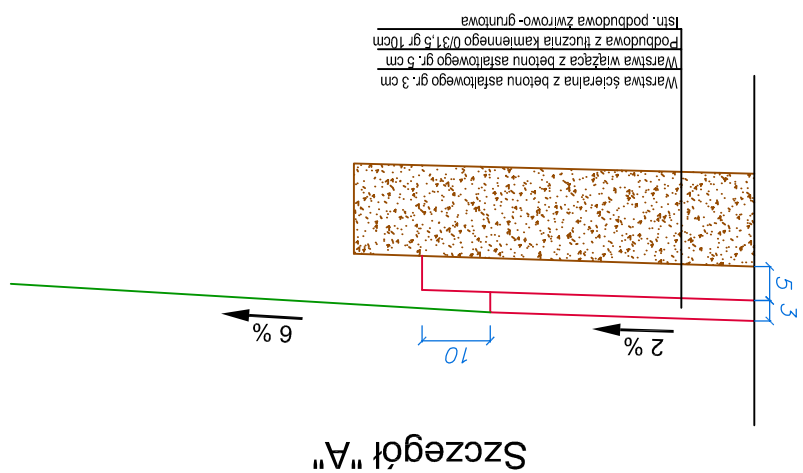 Szczegół "A"
2 %
6 %
10
3
5
Warstwa ścieralna z betonu asfaltowego gr. 3 cm
Warstwa wiążąca z betonu asfaltowego gr. 5 cm
Podbudowa z tłucznia kamiennego 0/31,5 gr 10cm
Istn. podbudowa żwirowo- gruntowa